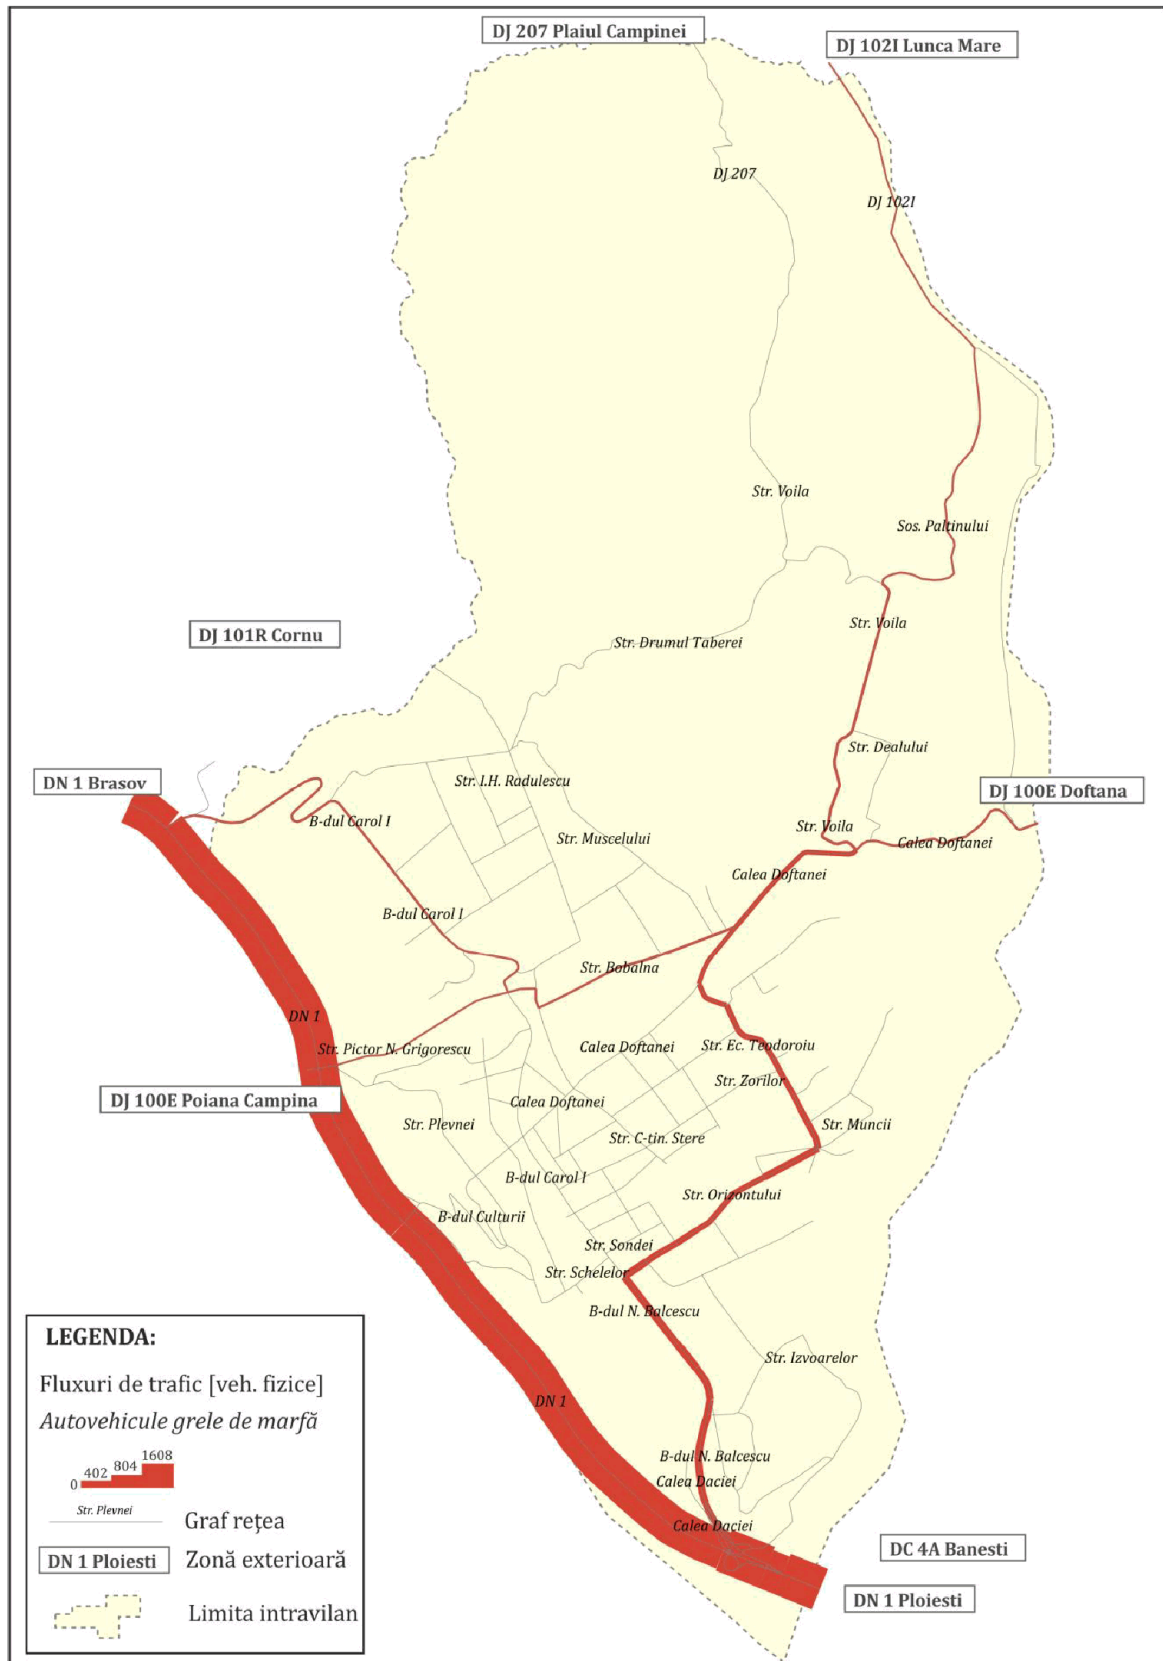 DJ 207 Plaiul Campinei
DJ 102I Lunca Mare
DJ 207
DJ 102I
Str. Voila
Sos. Paltinului
Str. Voila
DJ 101R Cornu
Str. Drumul Taberei
Str. Dealului
DN 1 Brasov
Str. I.H. Radulescu
DJ 100E Doftana
B-dul Carol I
Str. Voila
Str. Muscelului
Calea Doftanei
Calea Doftanei
B-dul Carol I
Str. Bobalna
DN 1
Str. Pictor N. Grigorescu
Calea Doftanei
Str. Ec. Teodoroiu
Str. Zorilor
DJ 100E Poiana Campina
Calea Doftanei
Str. Plevnei
Str. C-tin. Stere
Str. Muncii
B-dul Carol I
Str. Orizontului
B-dul Culturii
Str. Sondei
Str. Schelelor
B-dul N. Balcescu
Str. Izvoarelor
DN 1
B-dul N. Balcescu
Calea Daciei
Calea Daciei
DC 4A Banesti
DN 1 Ploiesti
LEGENDA:
Fluxuri de trafic [veh. fizice]
Autovehicule grele de marfă
0 402 804 1608
Str. Plevnei
Graf rețea
DN 1 Ploiesti
Zonă exterioară
Limita intravilan